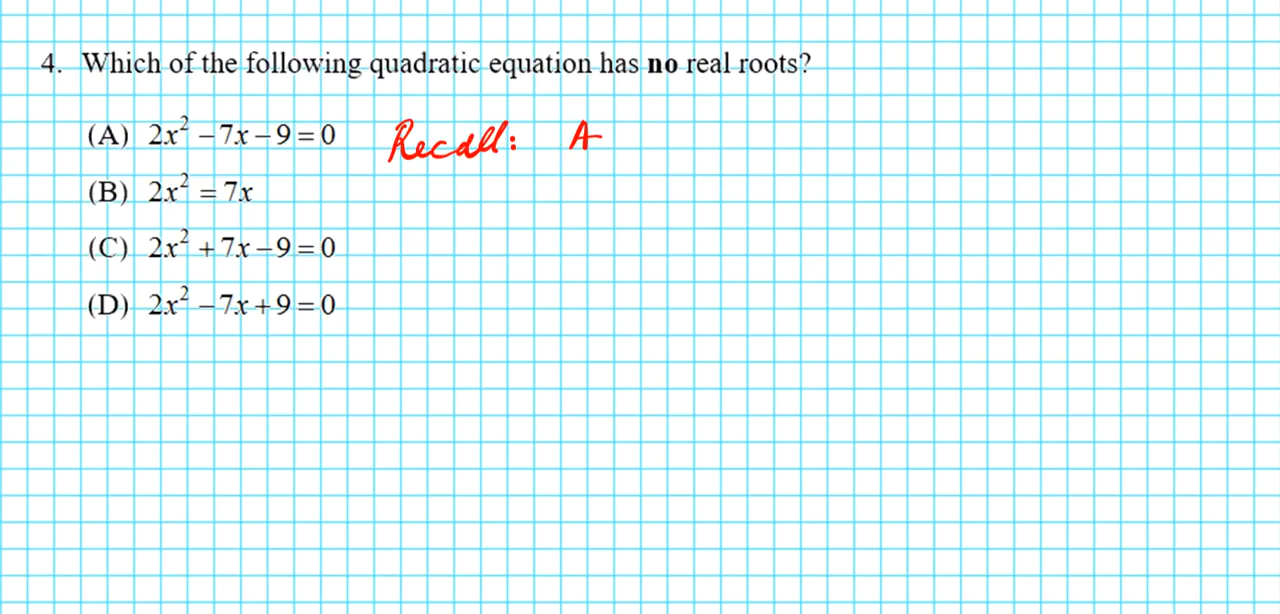 4. Which of the following quadratic equation has no real roots?
(A) 2x² − 7x − 9 = 0 Recall: A
(B) 2x² = 7x
(C) 2x² + 7x − 9 = 0
(D) 2x² − 7x + 9 = 0